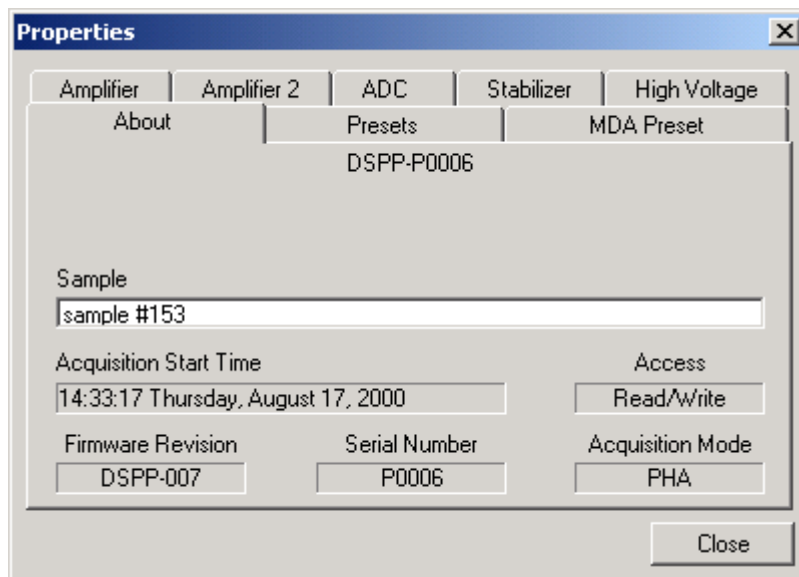 Properties
Amplifier Amplifier 2 ADC Stabilizer High Voltage
About Presets MDA Preset
DSPP-P0006
Sample
sample #153
Acquisition Start Time Access
14:33:17 Thursday, August 17, 2000 Read/Write
Firmware Revision Serial Number Acquisition Mode
DSPP-007 P0006 PHA
Close